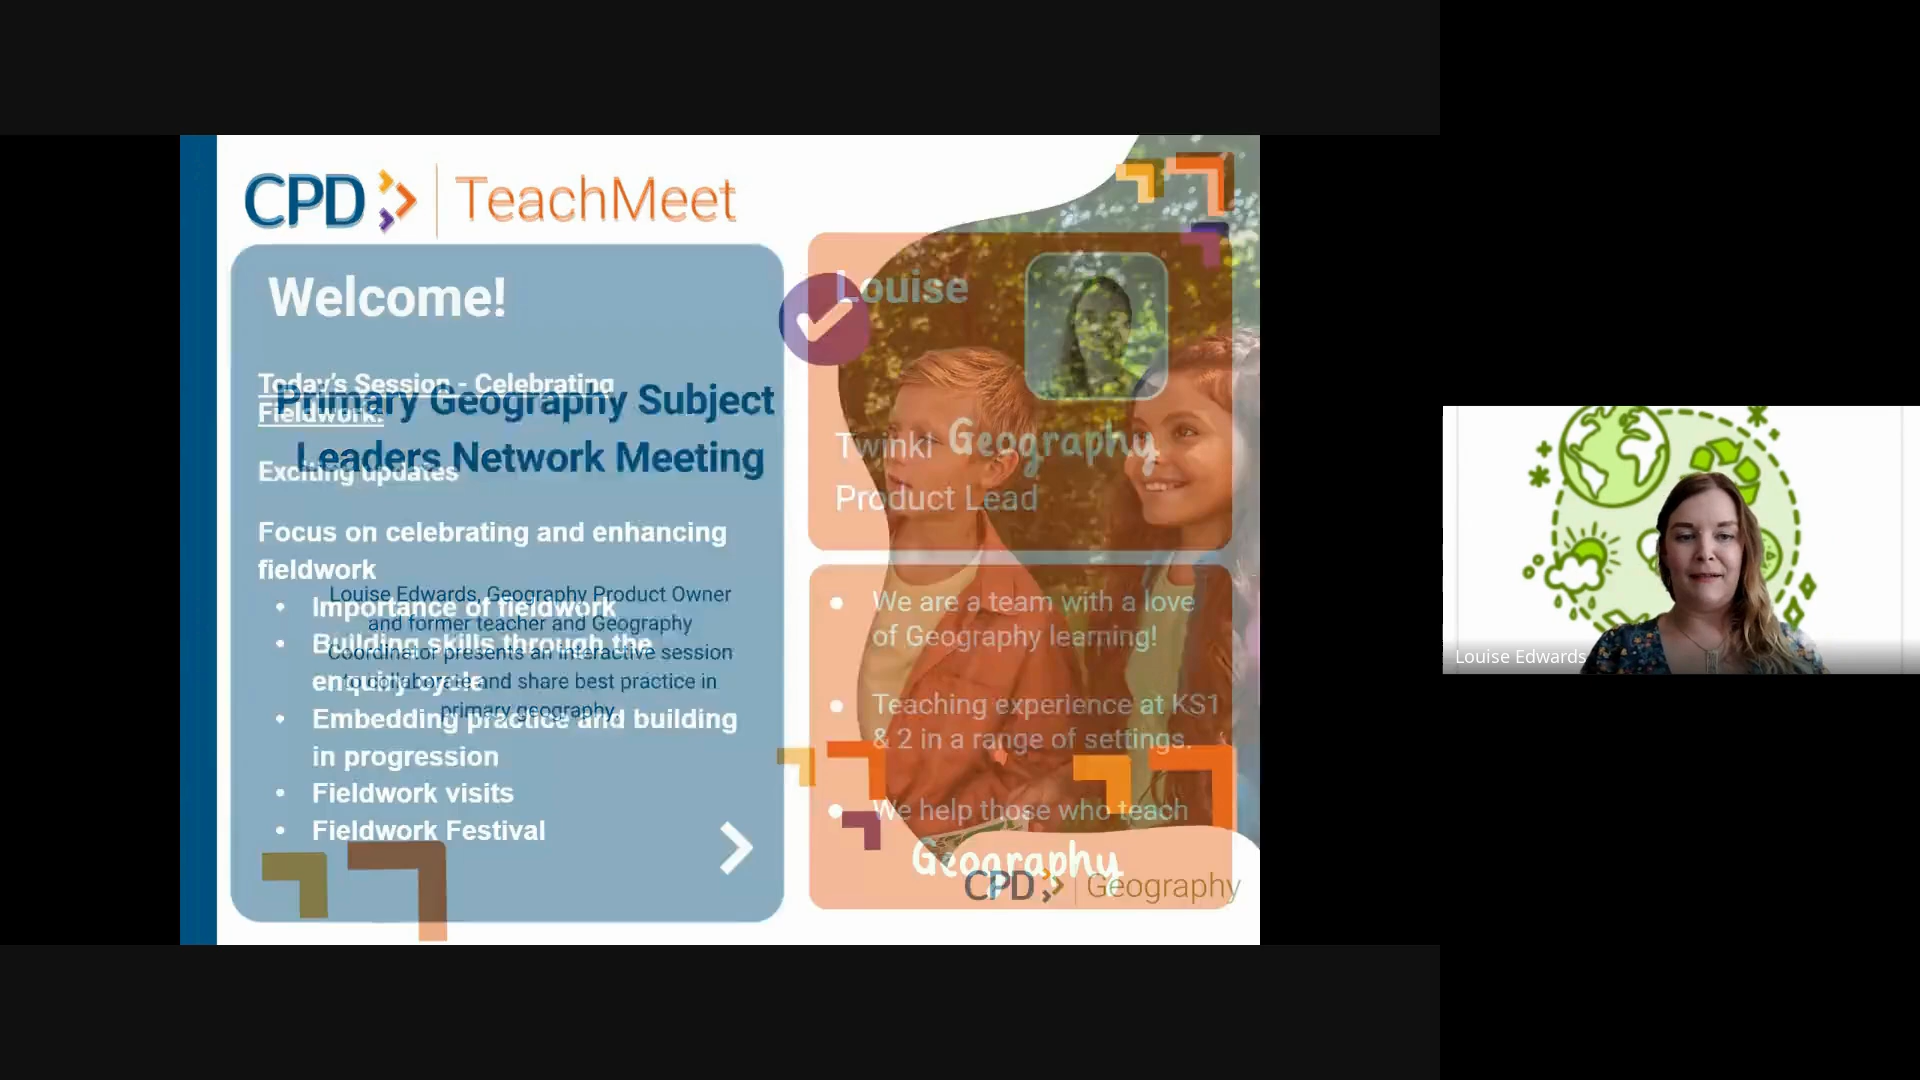 CPD TeachMeet
Welcome!
Today's Session - Celebrating
Fieldwork:
Exciting updates
Focus on celebrating and enhancing
fieldwork
• Importance of fieldwork
• Building skills through the
enquiry cycle
• Embedding practice and building
in progression
• Fieldwork visits
• Fieldwork Festival
Primary Geography Subject
Leaders Network Meeting
Louise Edwards, Geography Product Owner
and former teacher and Geography
Coordinator presents an interactive session
to collaborate and share best practice in
primary geography.
Louise
Twinkl Geography
Product Lead
• We are a team with a love
of Geography learning!
• Teaching experience at KS1
& 2 in a range of settings.
• We help those who teach
Geography
CPD Geography
Louise Edwards